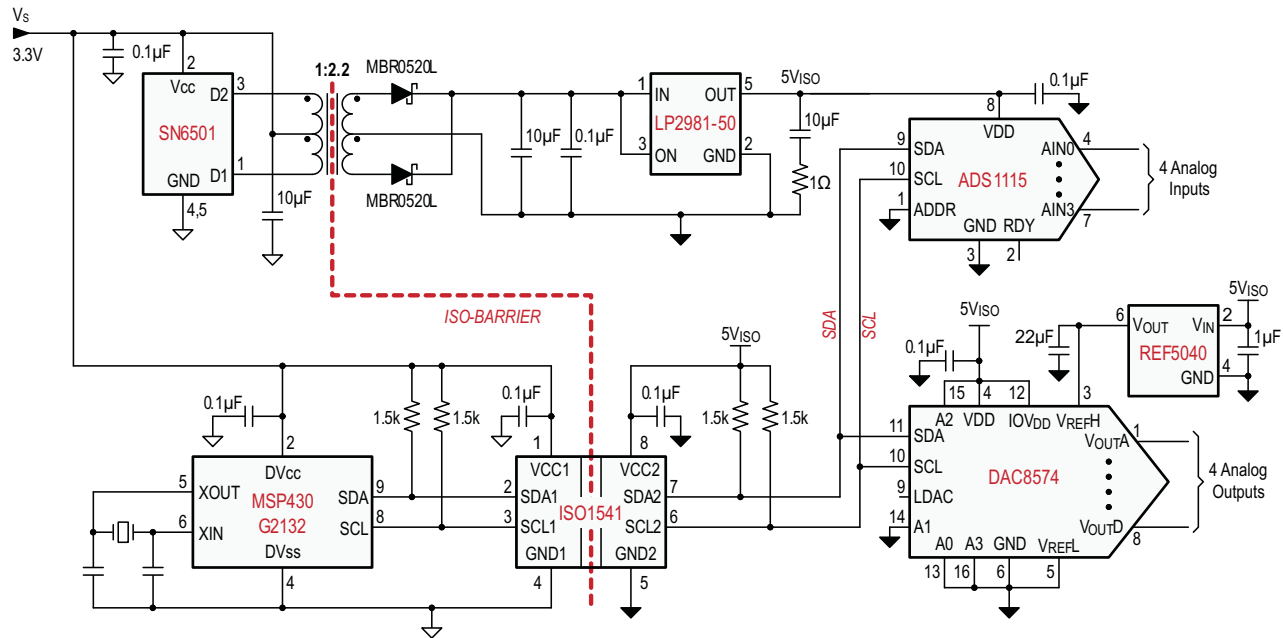 VS
3.3V
0.1µF
2
Vcc
D2
3
SN6501
GND
D1
1
4,5
10µF
1:2.2
MBR0520L
MBR0520L
10µF
0.1µF
1
IN
OUT
5
LP2981-50
3
ON
GND
2
5VISO
10µF
1Ω
0.1µF
8
VDD
9
SDA
10
SCL
1
ADDR
ADS1115
AIN0
4
AIN3
7
GND
RDY
3
2
4 Analog
Inputs
ISO-BARRIER
SDA
SCL
5VISO
0.1µF
15
4
12
3
A2
VDD
IOVDD
VREFH
22µF
6
VOUT
VIN
2
REF5040
GND
4
5VISO
1µF
11
SDA
10
SCL
9
LDAC
14
A1
DAC8574
VOUTA
1
VOUTD
8
A0
A3
GND
VREFL
13
16
6
5
4 Analog
Outputs
0.1µF
2
DVcc
5
XOUT
6
XIN
MSP430
G2132
SDA
9
SCL
8
DVss
4
1.5k
1.5k
0.1µF
1
VCC1
2
SDA1
3
SCL1
GND1
4
ISO1541
5VISO
0.1µF
8
VCC2
SDA2
7
SCL2
6
GND2
5
1.5k
1.5k